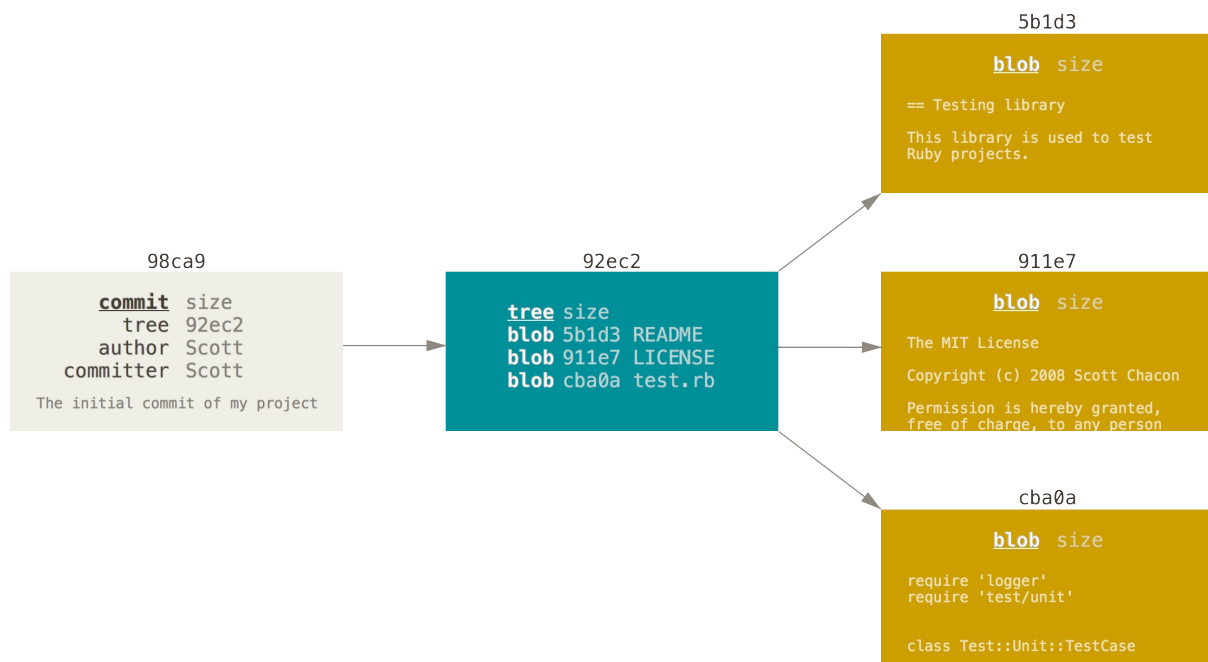 98ca9
commit size
tree 92ec2
author Scott
committer Scott
The initial commit of my project
92ec2
tree size
blob 5b1d3 README
blob 911e7 LICENSE
blob cba0a test.rb
5b1d3
blob size
== Testing library
This library is used to test
Ruby projects.
911e7
blob size
The MIT License
Copyright (c) 2008 Scott Chacon
Permission is hereby granted,
free of charge, to any person
cba0a
blob size
require 'logger'
require 'test/unit'
class Test::Unit::TestCase